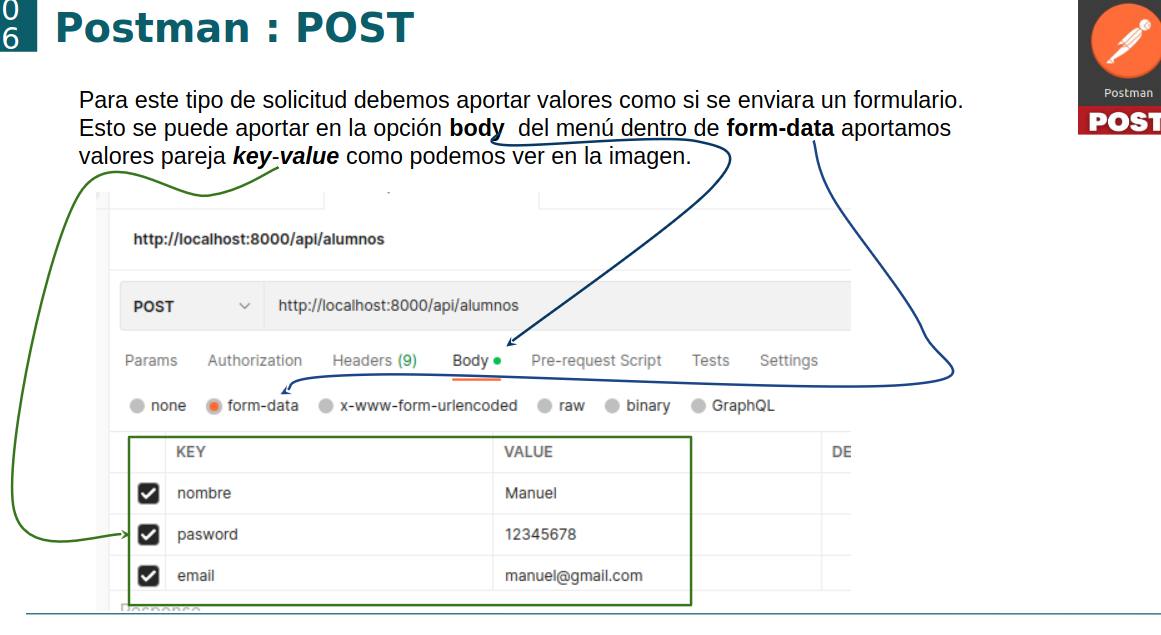 06
Postman : POST
Postman
POST
Para este tipo de solicitud debemos aportar valores como si se enviara un formulario.
Esto se puede aportar en la opción body del menú dentro de form-data aportamos
valores pareja key-value como podemos ver en la imagen.
http://localhost:8000/api/alumnos
POST http://localhost:8000/api/alumnos
Params Authorization Headers (9) Body Pre-request Script Tests Settings
none form-data x-www-form-urlencoded raw binary GraphQL
KEY VALUE DE
nombre Manuel
pasword 12345678
email manuel@gmail.com
Response